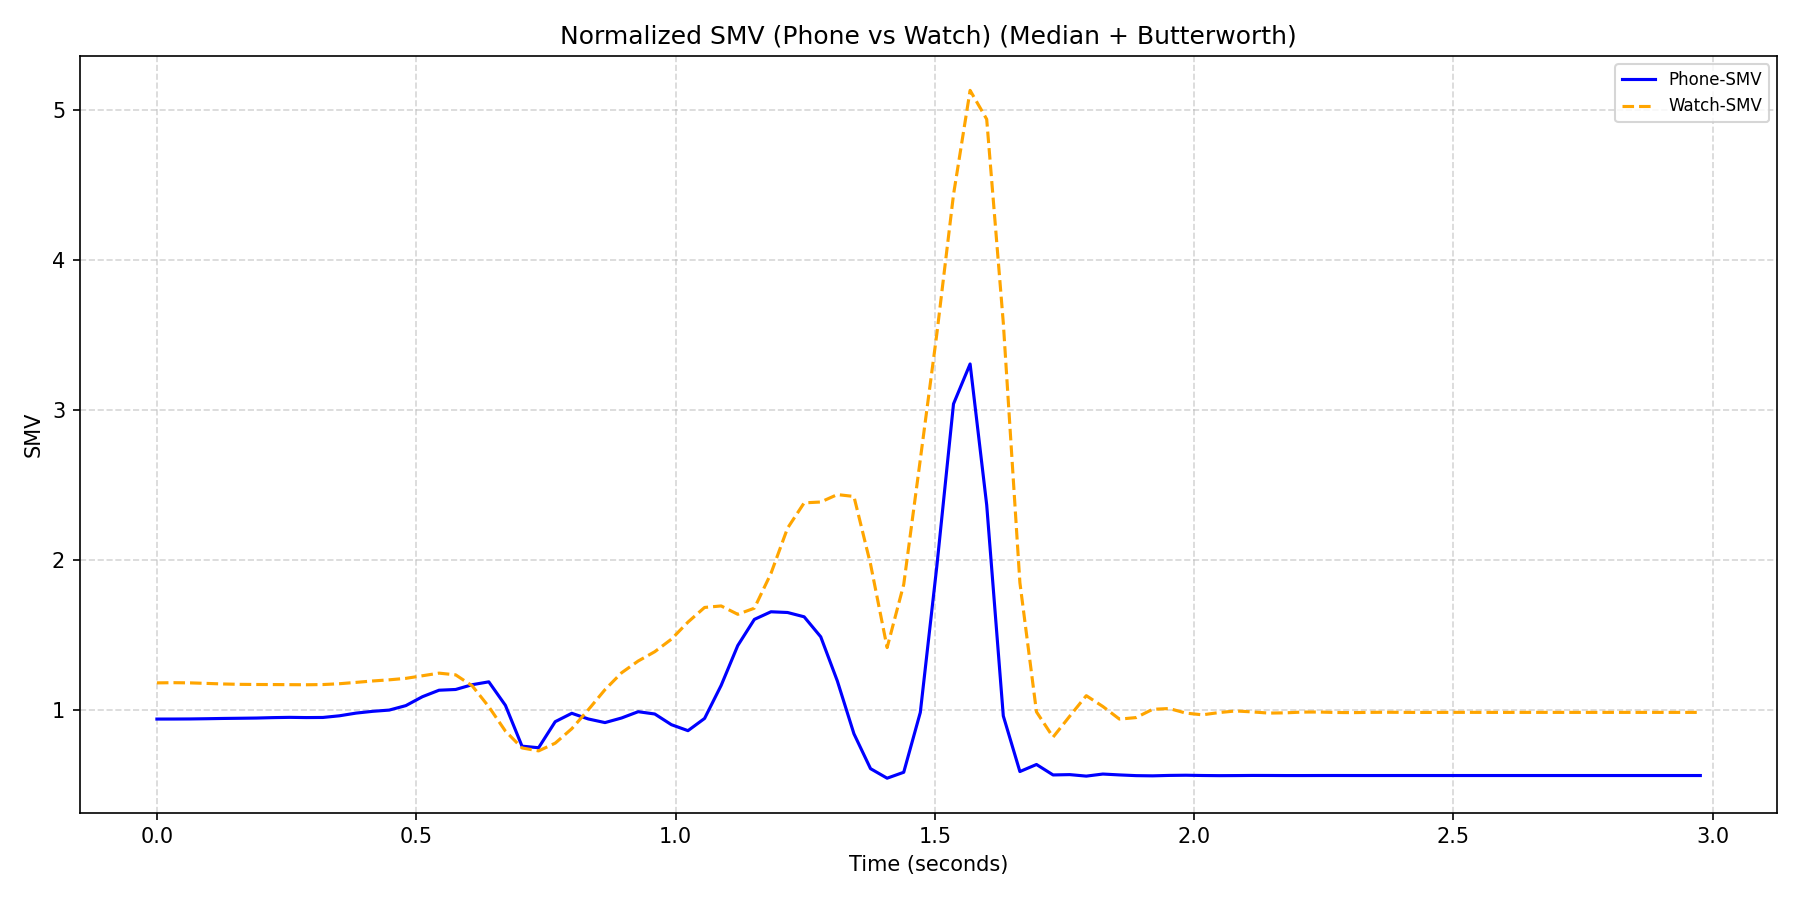 Normalized SMV (Phone vs Watch) (Median + Butterworth)
Phone-SMV
Watch-SMV
5
4
3
2
1
SMV
0.0 0.5 1.0 1.5 2.0 2.5 3.0
Time (seconds)